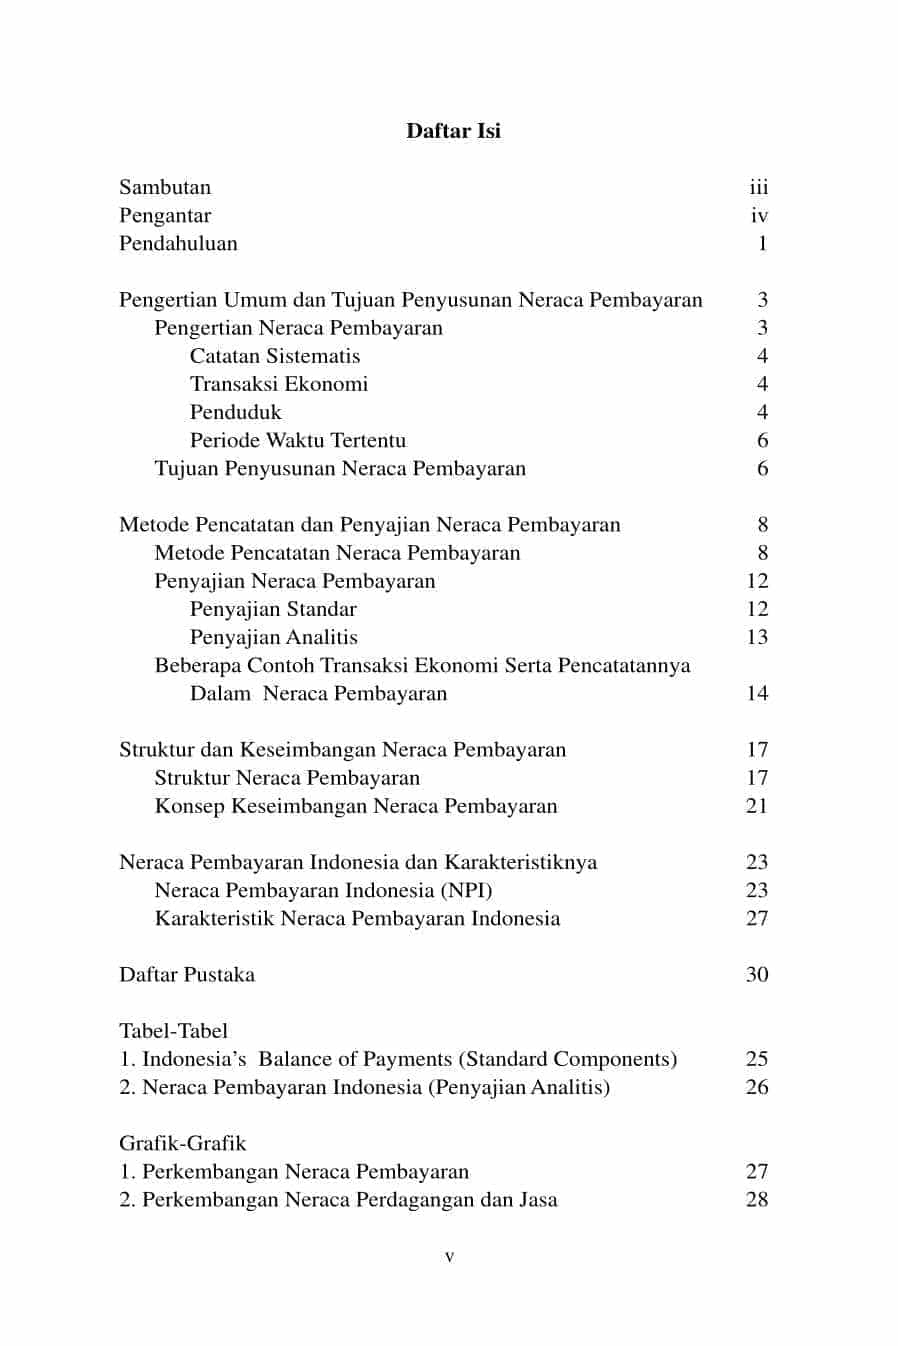 Daftar Isi
Sambutan iii
Pengantar iv
Pendahuluan 1
Pengertian Umum dan Tujuan Penyusunan Neraca Pembayaran 3
Pengertian Neraca Pembayaran 3
Catatan Sistematis 4
Transaksi Ekonomi 4
Penduduk 4
Periode Waktu Tertentu 6
Tujuan Penyusunan Neraca Pembayaran 6
Metode Pencatatan dan Penyajian Neraca Pembayaran 8
Metode Pencatatan Neraca Pembayaran 8
Penyajian Neraca Pembayaran 12
Penyajian Standar 12
Penyajian Analitis 13
Beberapa Contoh Transaksi Ekonomi Serta Pencatatannya
Dalam Neraca Pembayaran 14
Struktur dan Keseimbangan Neraca Pembayaran 17
Struktur Neraca Pembayaran 17
Konsep Keseimbangan Neraca Pembayaran 21
Neraca Pembayaran Indonesia dan Karakteristiknya 23
Neraca Pembayaran Indonesia (NPI) 23
Karakteristik Neraca Pembayaran Indonesia 27
Daftar Pustaka 30
Tabel-Tabel
1. Indonesia’s Balance of Payments (Standard Components) 25
2. Neraca Pembayaran Indonesia (Penyajian Analitis) 26
Grafik-Grafik
1. Perkembangan Neraca Pembayaran 27
2. Perkembangan Neraca Perdagangan dan Jasa 28
v